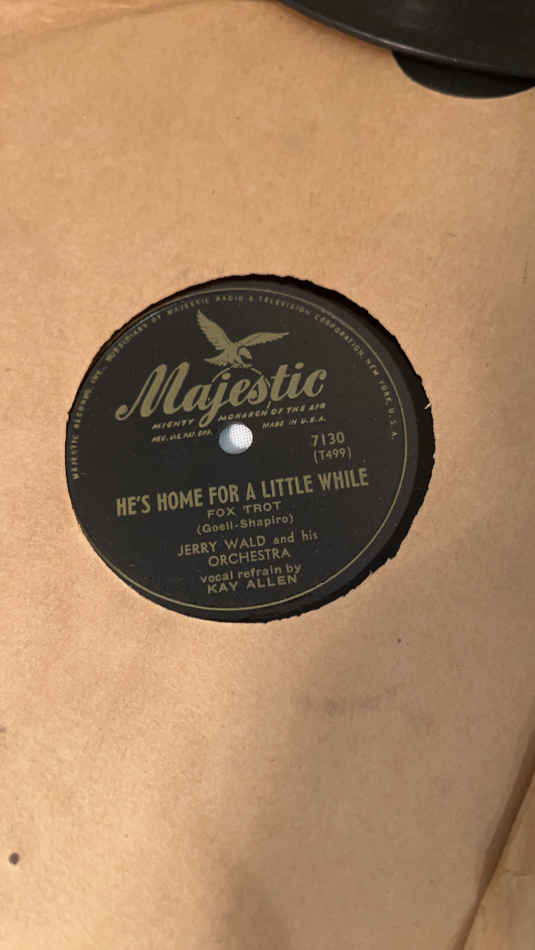 MAJESTIC RECORDS INC. SUBSIDIARY OF MAJESTIC RADIO & TELEVISION CORPORATION NEW YORK, U.S.A.
Majestic
MIGHTY MONARCH OF THE AIR
REG. U.S. PAT. OFF. MADE IN U.S.A.
7130
(T499)
HE'S HOME FOR A LITTLE WHILE
FOX TROT
(Goell-Shapiro)
JERRY WALD and his
ORCHESTRA
vocal refrain by
KAY ALLEN